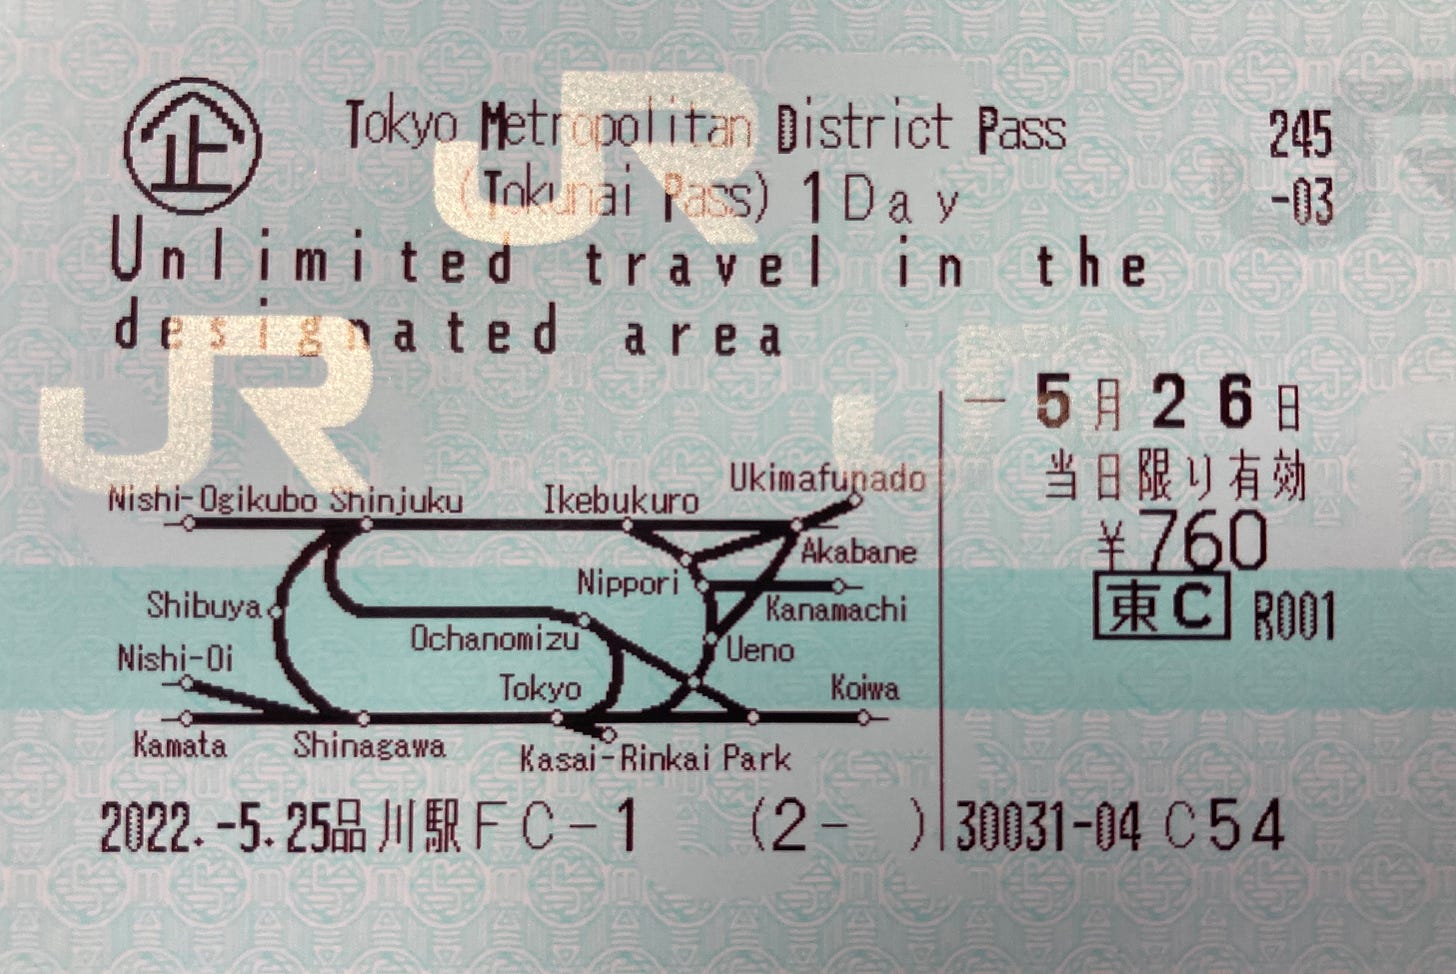 企 Tokyo Metropolitan District Pass 245
(Tokunai Pass) 1Day -03
Unlimited travel in the
designated area
JR
JR
- 5月26日
当日限り有効
¥760
東C R001
Ukimafunado
Nishi-Ogikubo Shinjuku Ikebukuro
Akabane
Nippori
Shibuya Kanamachi
Ochanomizu Ueno
Nishi-Oi
Tokyo Koiwa
Kamata Shinagawa
Kasai-Rinkai Park
2022.-5.25品川駅FC-1 (2- ) 30031-04 C54